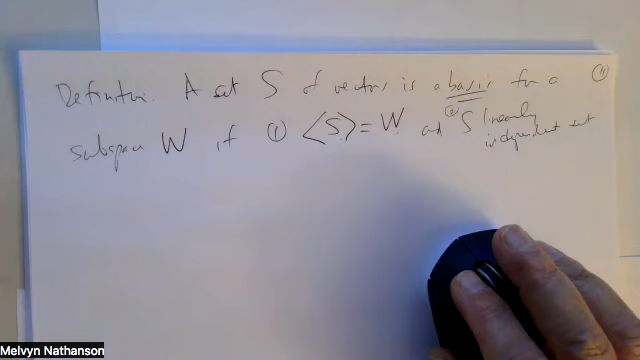 Definition. A set S of vectors is a basis for a ①
subspace W if ① <S> = W and ② S linearly
independent set
Melvyn Nathanson